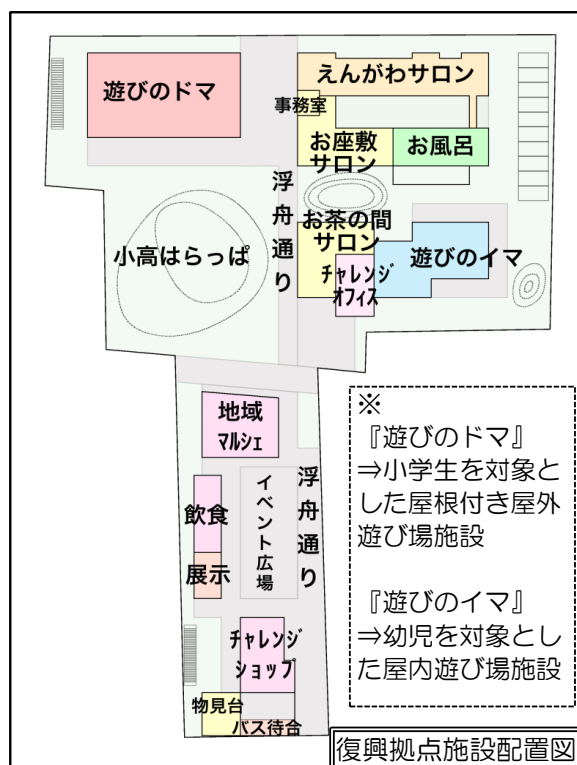 遊びのドマ
えんがわサロン
事務室
お座敷
サロン
お風呂
浮舟通り
小高はらっぱ
お茶の間
サロン
チャレンジ
オフィス
遊びのイマ
地域
マルシェ
飲食
展示
イベント広場
浮舟通り
チャレンジ
ショップ
物見台
バス待合
※
『遊びのドマ』
⇒小学生を対象と
した屋根付き屋外
遊び場施設
『遊びのイマ』
⇒幼児を対象とし
た屋内遊び場施設
復興拠点施設配置図